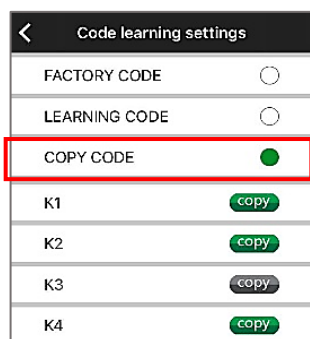 Code learning settings
FACTORY CODE
LEARNING CODE
COPY CODE
K1 copy
K2 copy
K3 copy
K4 copy